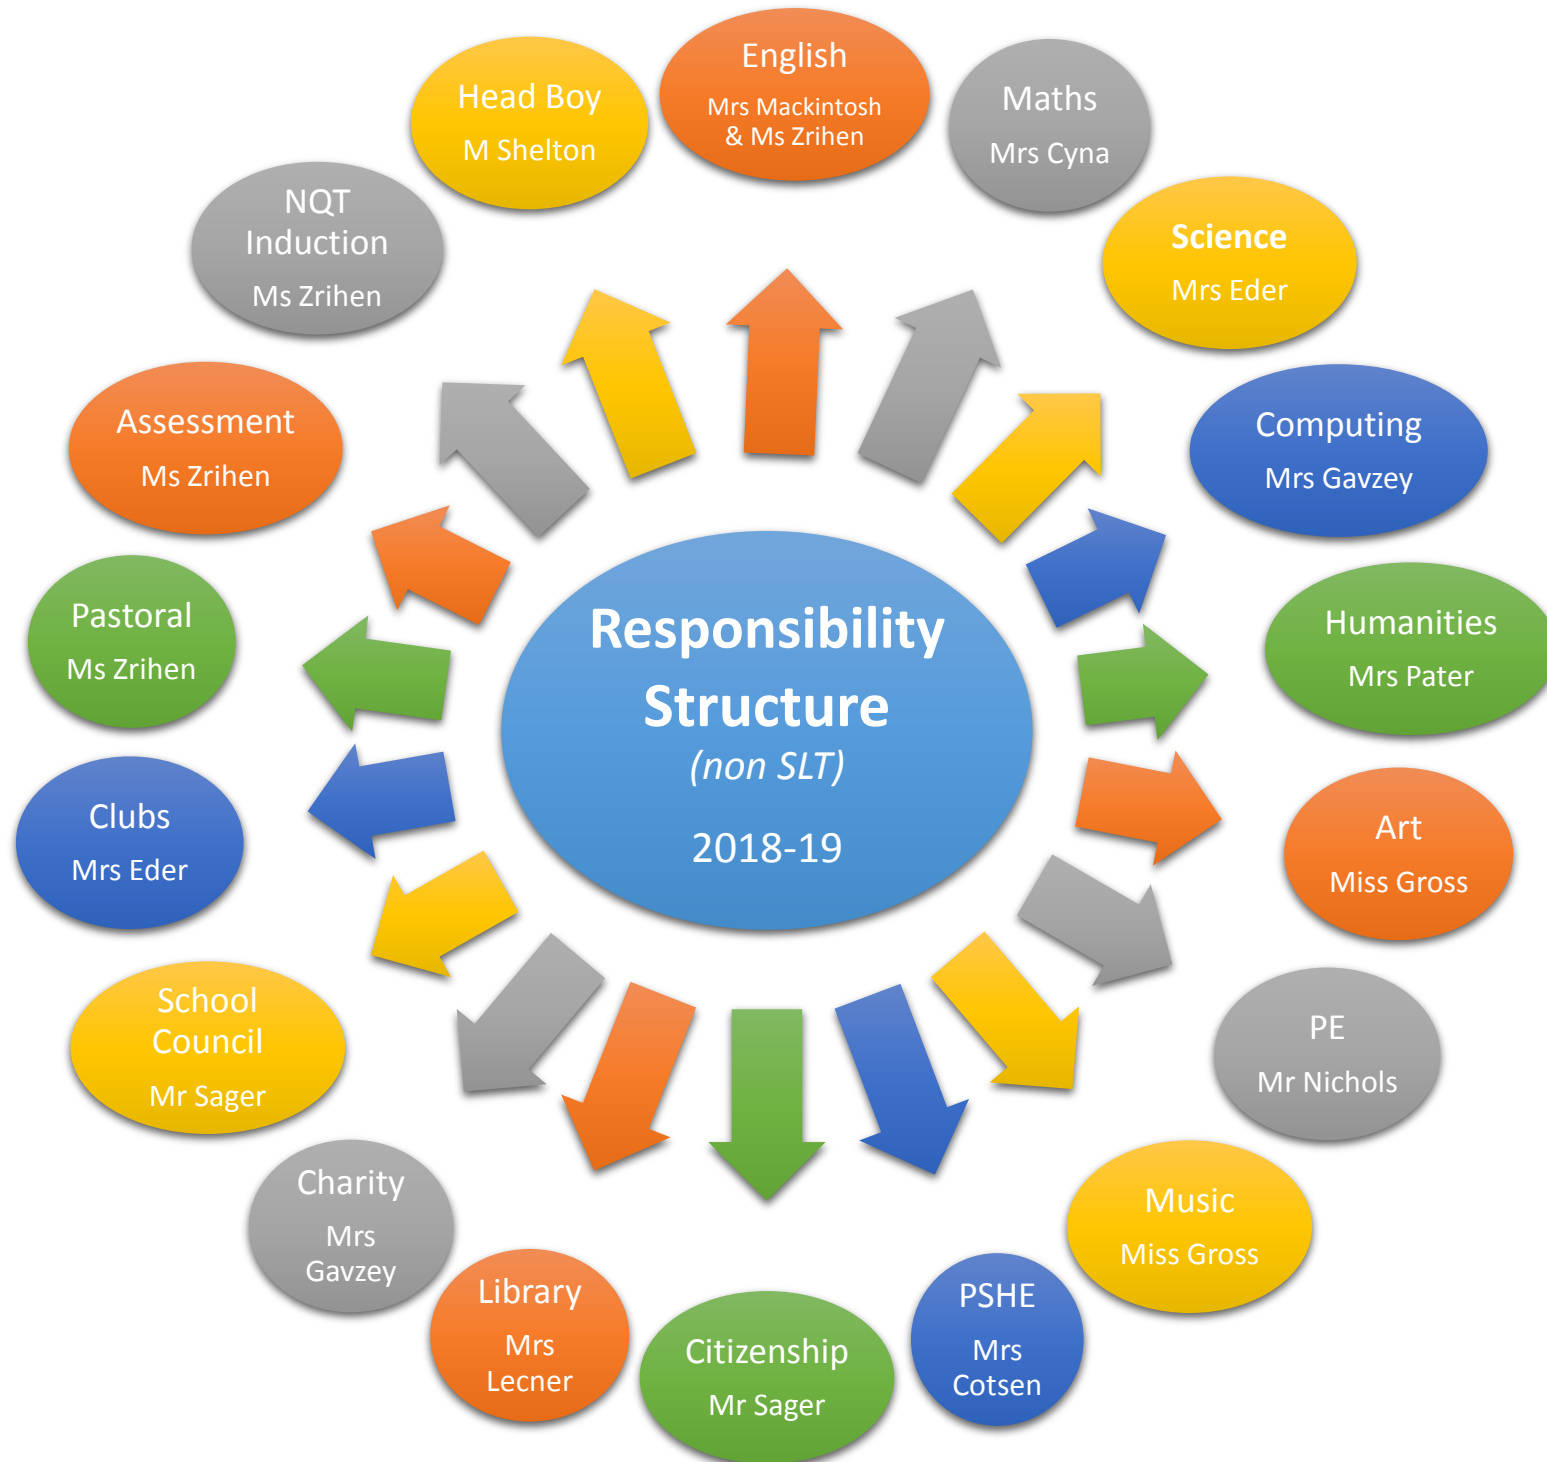 Responsibility
Structure
(non SLT)
2018-19
English
Mrs Mackintosh
& Ms Zrihen
Maths
Mrs Cyna
Science
Mrs Eder
Computing
Mrs Gavzey
Humanities
Mrs Pater
Art
Miss Gross
PE
Mr Nichols
Music
Miss Gross
PSHE
Mrs
Cotsen
Citizenship
Mr Sager
Library
Mrs
Lecner
Charity
Mrs
Gavzey
School
Council
Mr Sager
Clubs
Mrs Eder
Pastoral
Ms Zrihen
Assessment
Ms Zrihen
NQT
Induction
Ms Zrihen
Head Boy
M Shelton